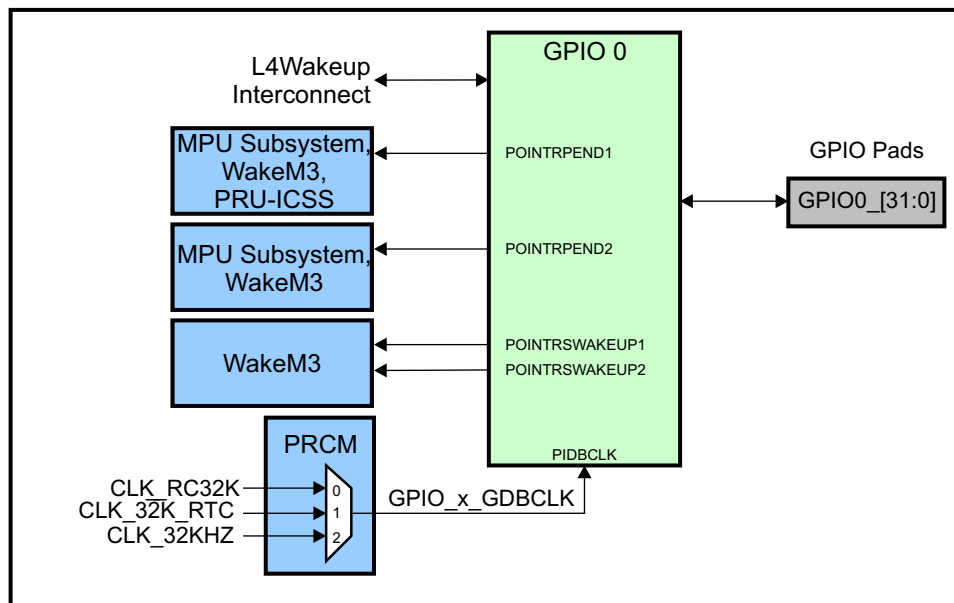 GPIO 0
L4Wakeup
Interconnect
MPU Subsystem,
WakeM3,
PRU-ICSS
POINTRPEND1
GPIO Pads
GPIO0_[31:0]
MPU Subsystem,
WakeM3
POINTRPEND2
WakeM3
POINTRSWAKEUP1
POINTRSWAKEUP2
PIDBCLK
PRCM
CLK_RC32K
0
CLK_32K_RTC
1
CLK_32KHZ
2
GPIO_x_GDBCLK